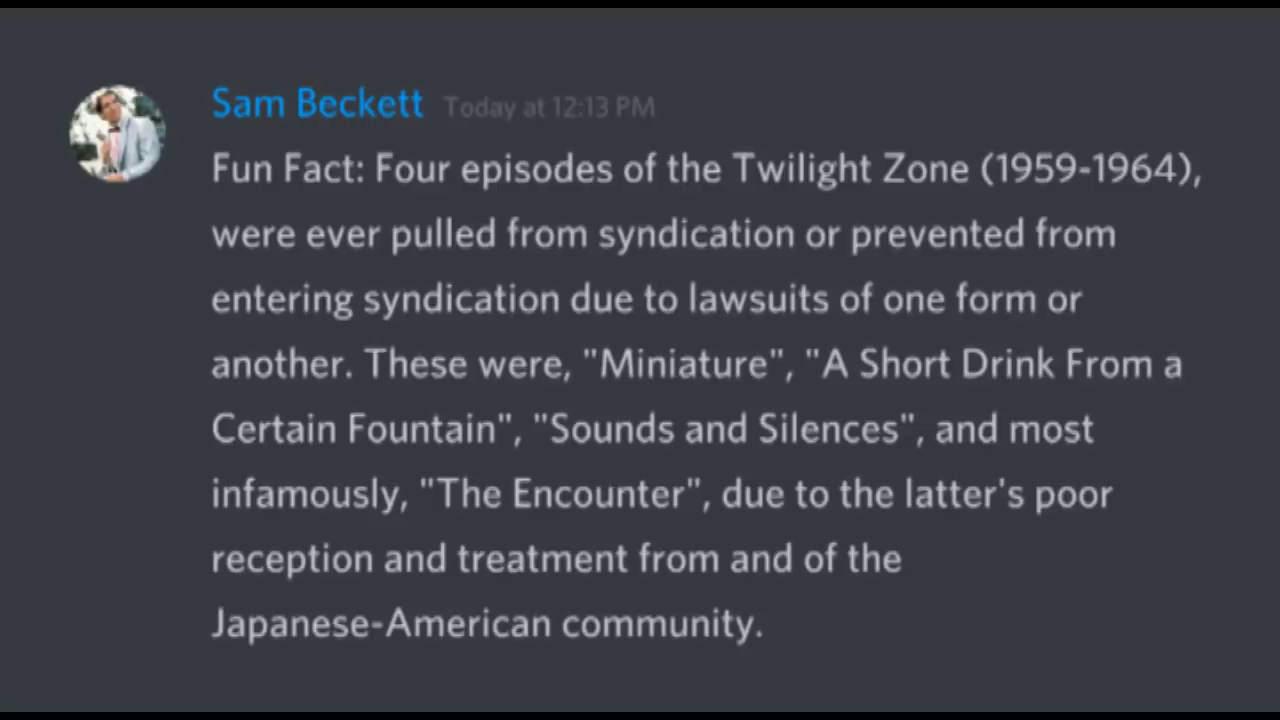 Sam Beckett Today at 12:13 PM
Fun Fact: Four episodes of the Twilight Zone (1959-1964),
were ever pulled from syndication or prevented from
entering syndication due to lawsuits of one form or
another. These were, "Miniature", "A Short Drink From a
Certain Fountain", "Sounds and Silences", and most
infamously, "The Encounter", due to the latter's poor
reception and treatment from and of the
Japanese-American community.